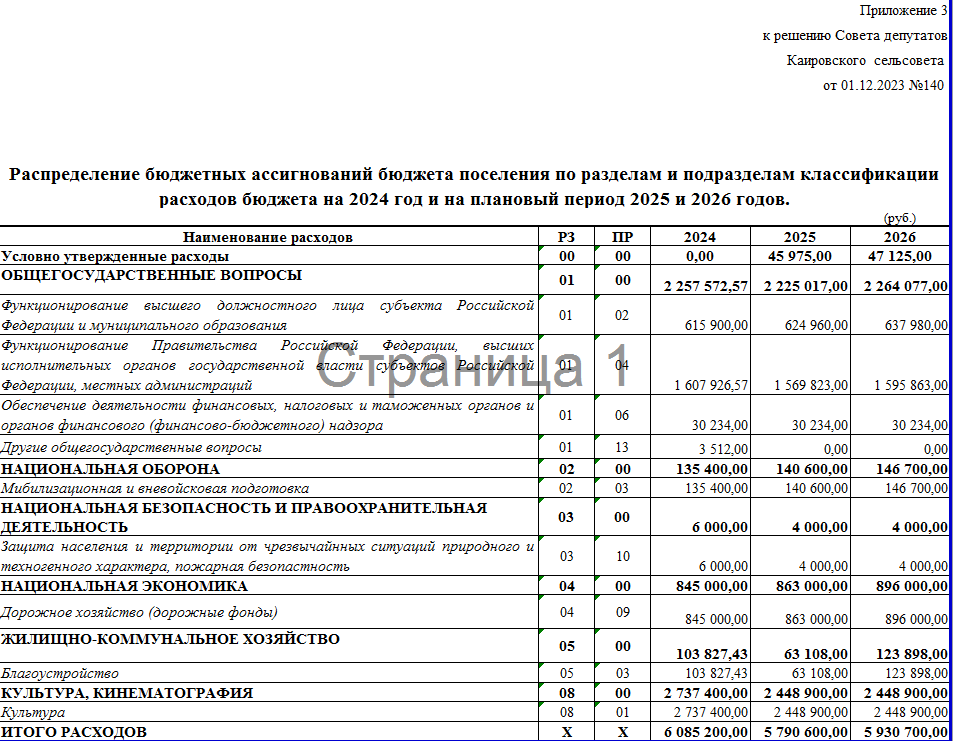 Приложение 3
к решению Совета депутатов
Каировского сельсовета
от 01.12.2023 №140
Распределение бюджетных ассигнований бюджета поселения по разделам и подразделам классификации
расходов бюджета на 2024 год и на плановый период 2025 и 2026 годов.
(руб.)
Наименование расходов РЗ ПР 2024 2025 2026
Условно утвержденные расходы 00 00 0,00 45 975,00 47 125,00
ОБЩЕГОСУДАРСТВЕННЫЕ ВОПРОСЫ 01 00 2 257 572,57 2 225 017,00 2 264 077,00
Функционирование высшего должностного лица субъекта Российской
Федерации и муниципального образования 01 02 615 900,00 624 960,00 637 980,00
Функционирование Правительства Российской Федерации, высших
исполнительных органов государственной власти субъектов Российской
Федерации, местных администраций 01 04 1 607 926,57 1 569 823,00 1 595 863,00
Страница 1
Обеспечение деятельности финансовых, налоговых и таможенных органов и
органов финансового (финансово-бюджетного) надзора 01 06 30 234,00 30 234,00 30 234,00
Другие общегосударственные вопросы 01 13 3 512,00 0,00 0,00
НАЦИОНАЛЬНАЯ ОБОРОНА 02 00 135 400,00 140 600,00 146 700,00
Мибилизационная и вневойсковая подготовка 02 03 135 400,00 140 600,00 146 700,00
НАЦИОНАЛЬНАЯ БЕЗОПАСНОСТЬ И ПРАВООХРАНИТЕЛЬНАЯ
ДЕЯТЕЛЬНОСТЬ 03 00 6 000,00 4 000,00 4 000,00
Защита населения и территории от чрезвычайнных ситуаций природного и
техногенного характера, пожарная безопастность 03 10 6 000,00 4 000,00 4 000,00
НАЦИОНАЛЬНАЯ ЭКОНОМИКА 04 00 845 000,00 863 000,00 896 000,00
Дорожное хозяйство (дорожные фонды) 04 09 845 000,00 863 000,00 896 000,00
ЖИЛИЩНО-КОММУНАЛЬНОЕ ХОЗЯЙСТВО 05 00 103 827,43 63 108,00 123 898,00
Благоустройство 05 03 103 827,43 63 108,00 123 898,00
КУЛЬТУРА, КИНЕМАТОГРАФИЯ 08 00 2 737 400,00 2 448 900,00 2 448 900,00
Культура 08 01 2 737 400,00 2 448 900,00 2 448 900,00
ИТОГО РАСХОДОВ Х Х 6 085 200,00 5 790 600,00 5 930 700,00